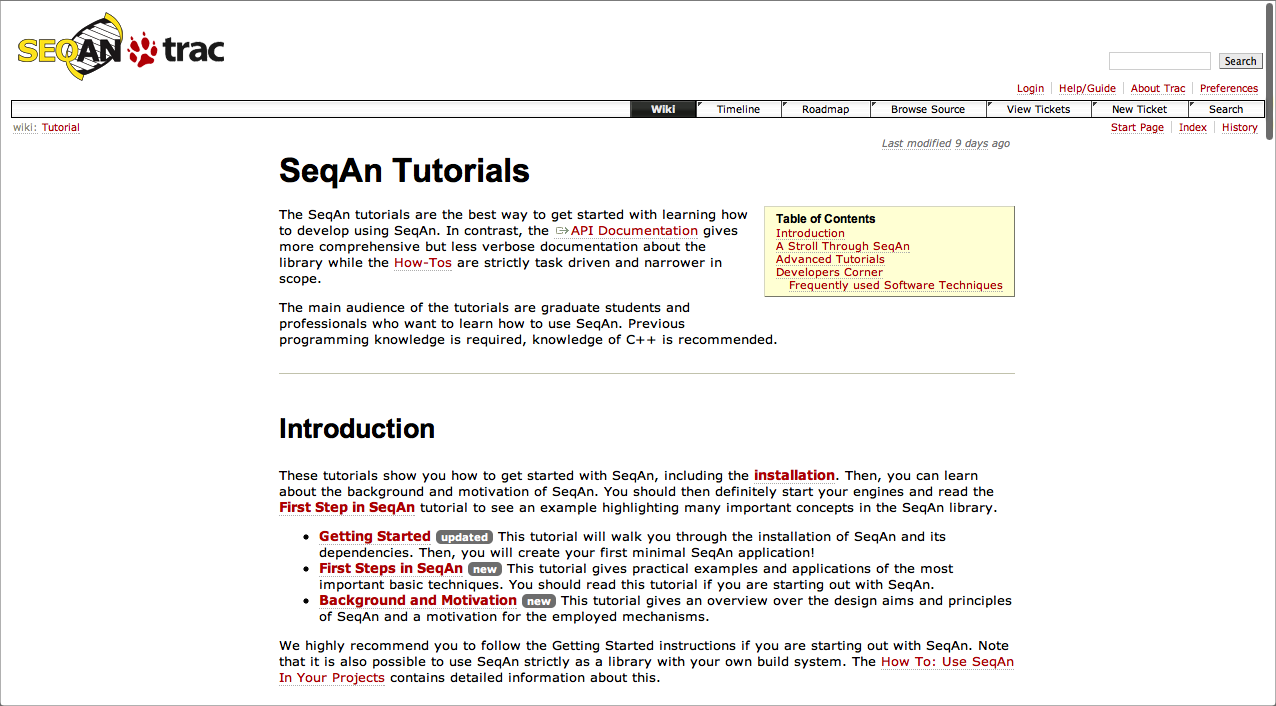 SEQAN trac
Search
Login Help/Guide About Trac Preferences
Wiki Timeline Roadmap Browse Source View Tickets New Ticket Search
wiki: Tutorial
Start Page Index History
Last modified 9 days ago
SeqAn Tutorials
The SeqAn tutorials are the best way to get started with learning how
to develop using SeqAn. In contrast, the API Documentation gives
more comprehensive but less verbose documentation about the
library while the How-Tos are strictly task driven and narrower in
scope.
Table of Contents
Introduction
A Stroll Through SeqAn
Advanced Tutorials
Developers Corner
Frequently used Software Techniques
The main audience of the tutorials are graduate students and
professionals who want to learn how to use SeqAn. Previous
programming knowledge is required, knowledge of C++ is recommended.
Introduction
These tutorials show you how to get started with SeqAn, including the installation. Then, you can learn
about the background and motivation of SeqAn. You should then definitely start your engines and read the
First Step in SeqAn tutorial to see an example highlighting many important concepts in the SeqAn library.
• Getting Started updated This tutorial will walk you through the installation of SeqAn and its
dependencies. Then, you will create your first minimal SeqAn application!
• First Steps in SeqAn new This tutorial gives practical examples and applications of the most
important basic techniques. You should read this tutorial if you are starting out with SeqAn.
• Background and Motivation new This tutorial gives an overview over the design aims and principles
of SeqAn and a motivation for the employed mechanisms.
We highly recommend you to follow the Getting Started instructions if you are starting out with SeqAn. Note
that it is also possible to use SeqAn strictly as a library with your own build system. The How To: Use SeqAn
In Your Projects contains detailed information about this.